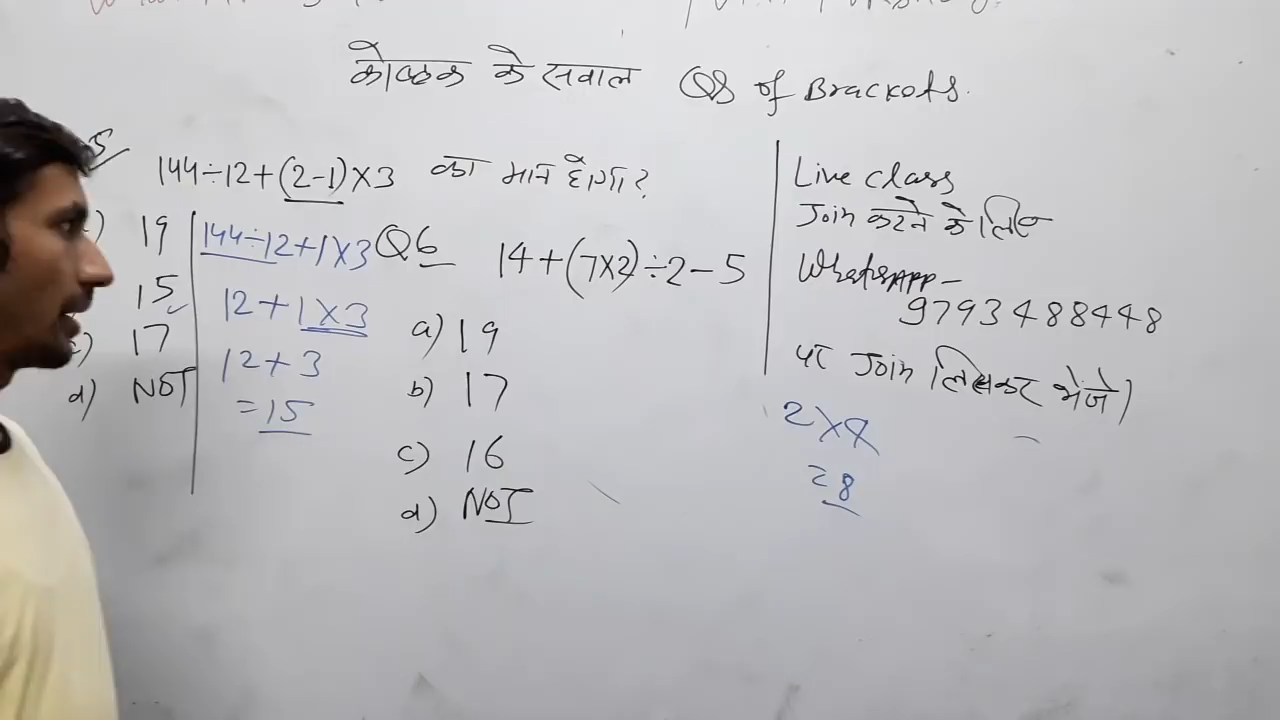 कोष्ठक के सवाल Qs of Brackets.
5
144÷12+(2-1)×3 का मान होगा?
19
15
c) 17
d) NOT
144÷12+1×3
12+1×3
12+3
=15
Q6 14+(7×2)÷2-5
a) 19
b) 17
c) 16
d) NOT
Live class
Join करने के लिए
WhatsAPP-
9793488448
पर Join लिखकर भेजे।
2×4
=8